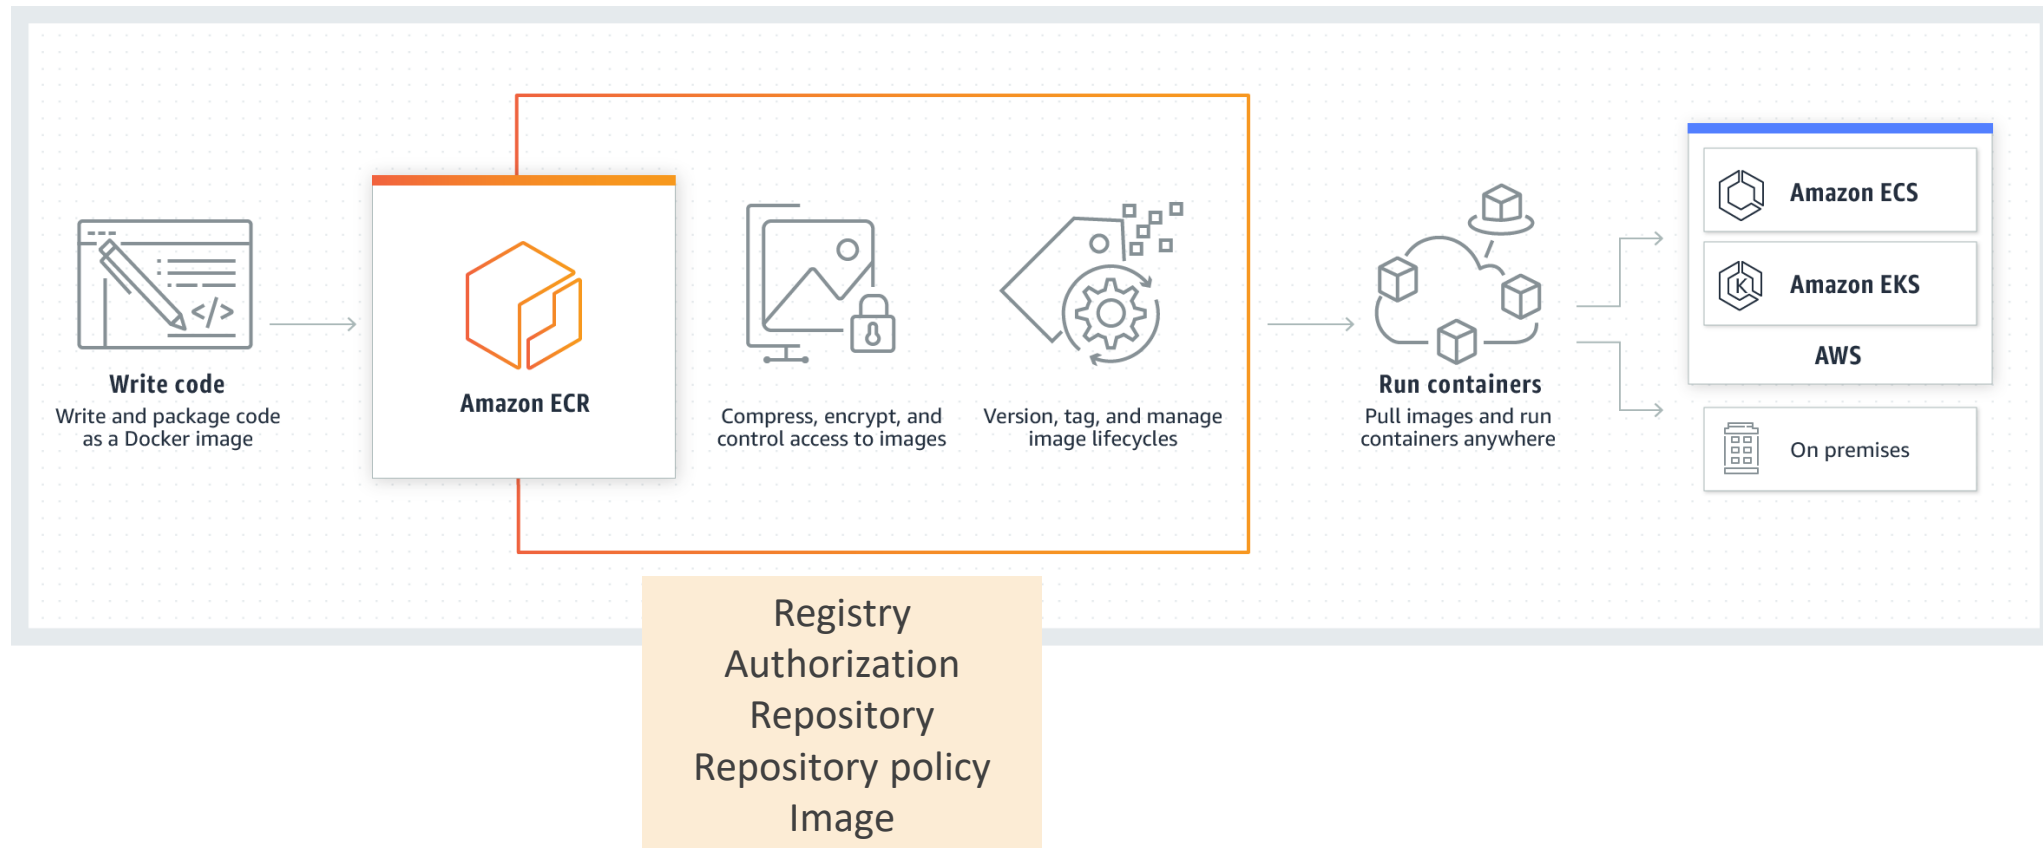 Write code
Write and package code
as a Docker image
Amazon ECR
Compress, encrypt, and
control access to images
Version, tag, and manage
image lifecycles
Run containers
Pull images and run
containers anywhere
Amazon ECS
Amazon EKS
AWS
On premises
Registry
Authorization
Repository
Repository policy
Image